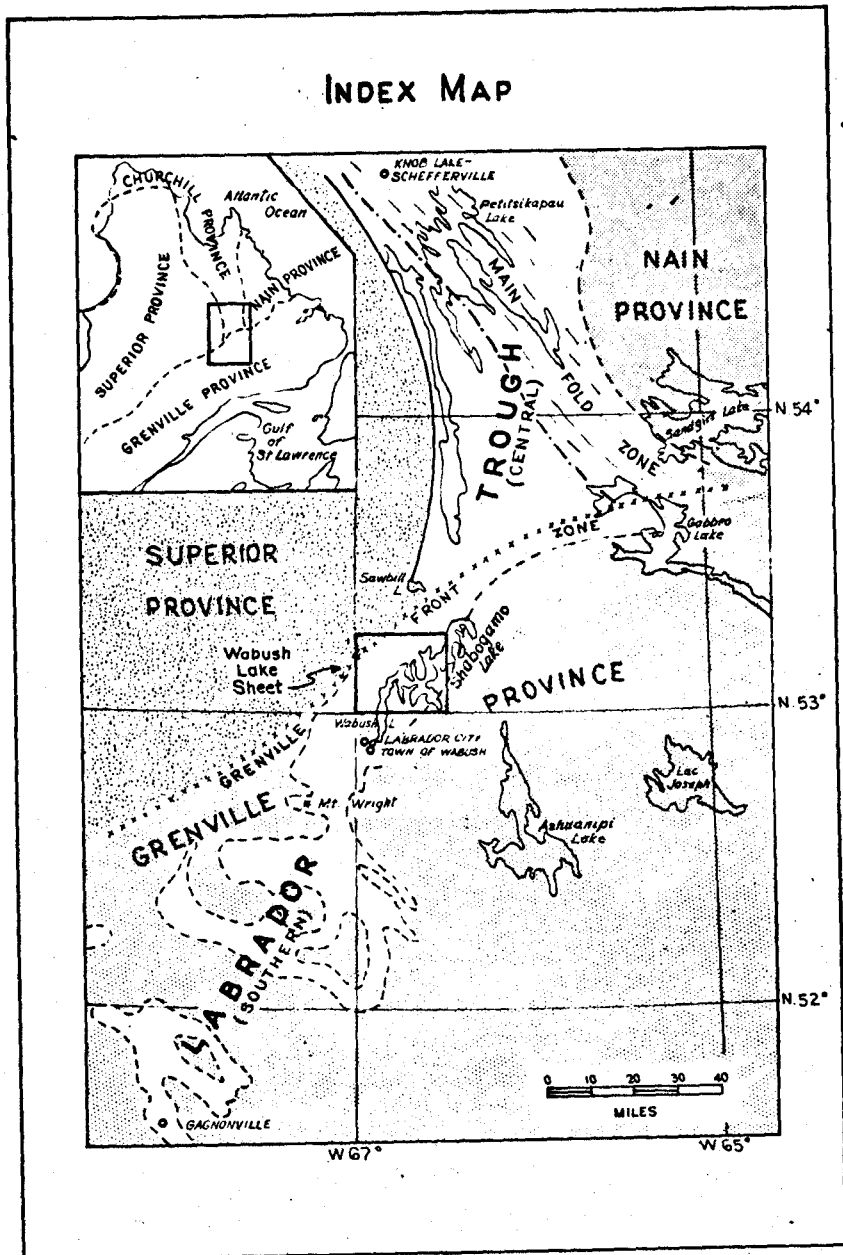 INDEX MAP
CHURCHILL PROVINCE
Atlantic
Ocean
NAIN PROVINCE
SUPERIOR PROVINCE
GRENVILLE PROVINCE
Gulf
of
St Lawrence
KNOB LAKE-
SCHEFFERVILLE
Petitsikapau
Lake
MAIN
FOLD
ZONE
NAIN
PROVINCE
TROUGH
(CENTRAL)
Sandgirt Lake
N. 54°
Gabbro
Lake
SUPERIOR
PROVINCE
Sawbill
L.
GRENVILLE FRONT ZONE
Wabush
Lake
Sheet
Shabogamo
Lake
PROVINCE
N. 53°
Wabush L
LABRADOR CITY
TOWN OF WABUSH
Lac
Joseph
GRENVILLE
Mt. Wright
Ashuanipi
Lake
LABRADOR
(SOUTHERN)
N. 52°
0 10 20 30 40
MILES
GAGNONVILLE
W 67°
W 65°